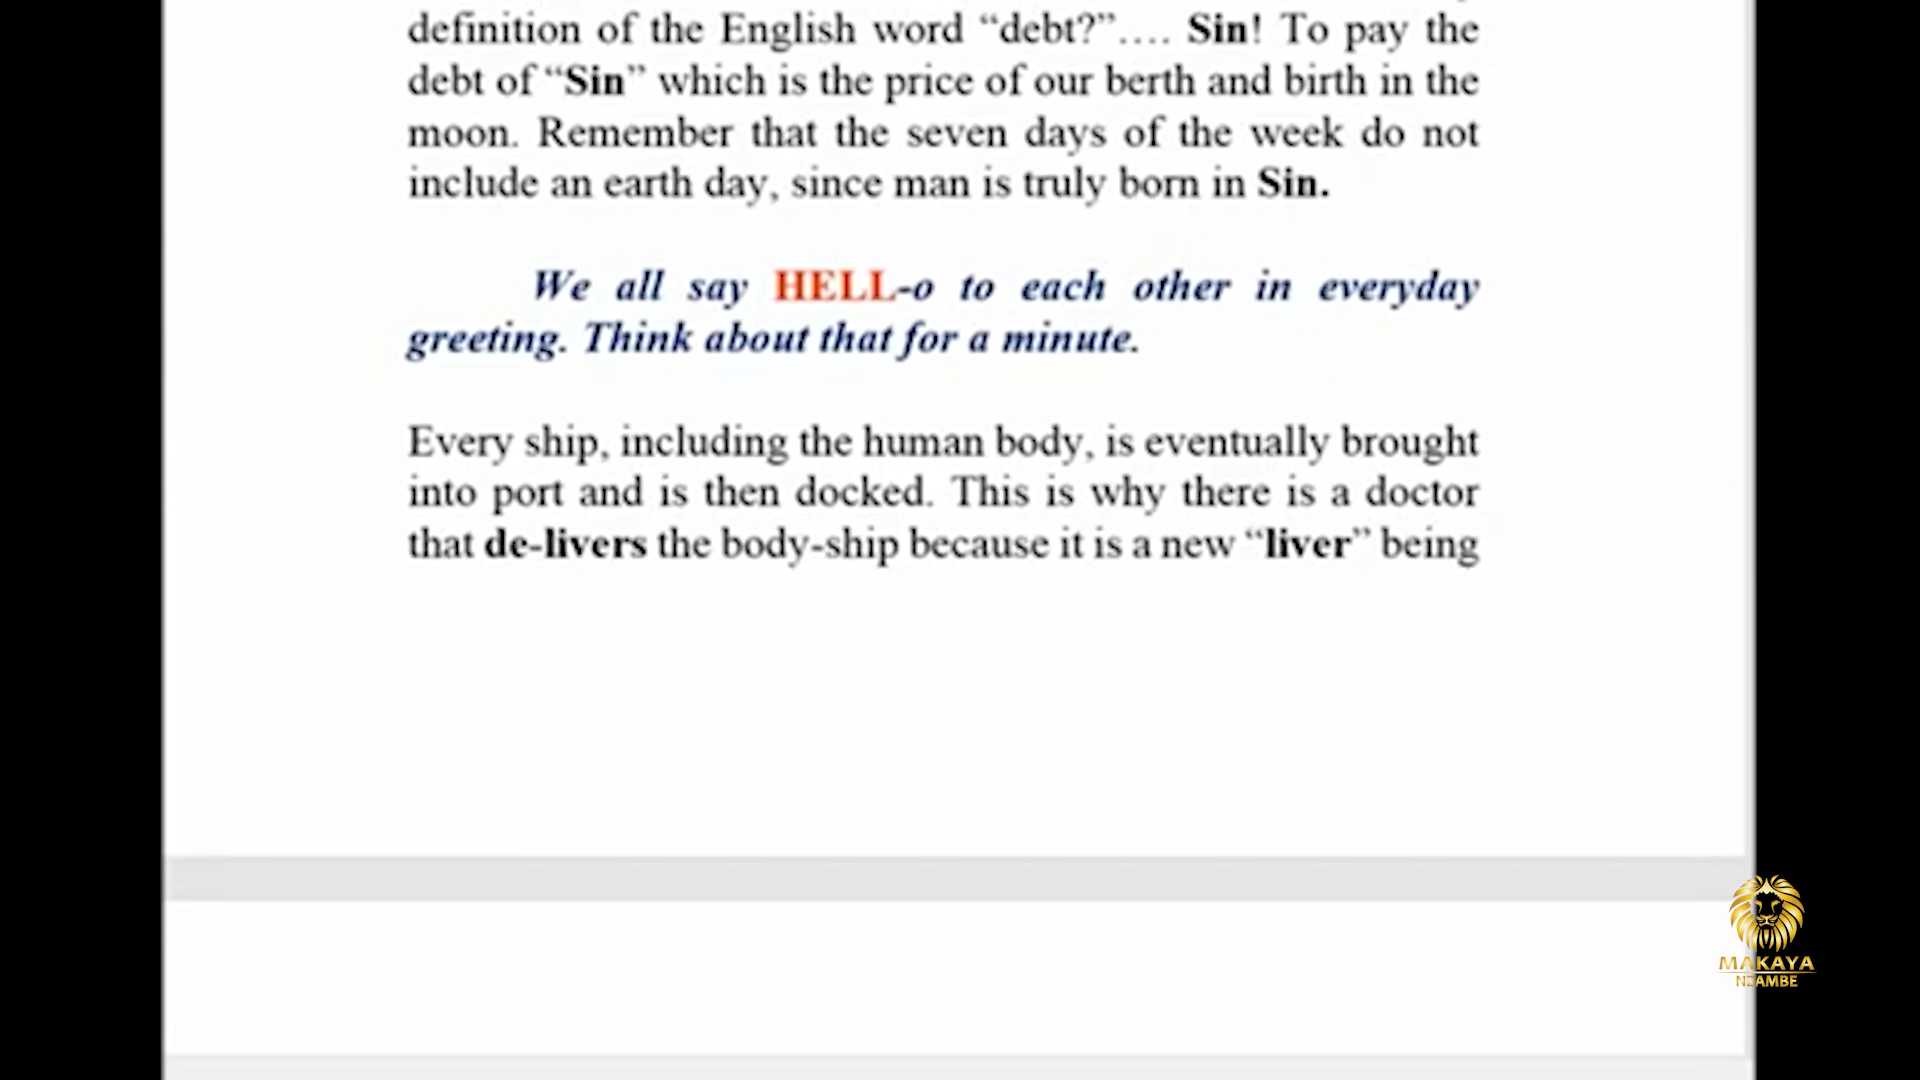 definition of the English word “debt?”.... Sin! To pay the
debt of “Sin” which is the price of our berth and birth in the
moon. Remember that the seven days of the week do not
include an earth day, since man is truly born in Sin.
We all say HELL-o to each other in everyday
greeting. Think about that for a minute.
Every ship, including the human body, is eventually brought
into port and is then docked. This is why there is a doctor
that de-livers the body-ship because it is a new “liver” being
MAKAYA
NZAMBE